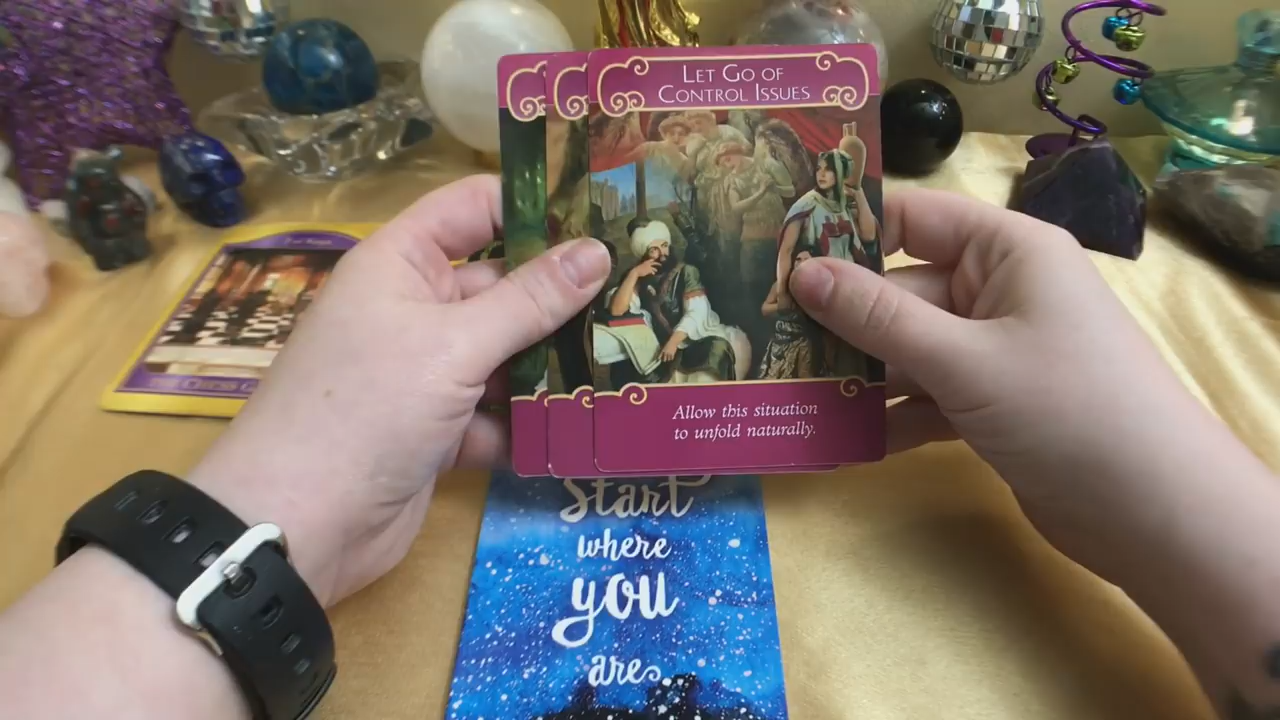 LET GO OF
CONTROL ISSUES
Allow this situation
to unfold naturally.
Start
where
you
are